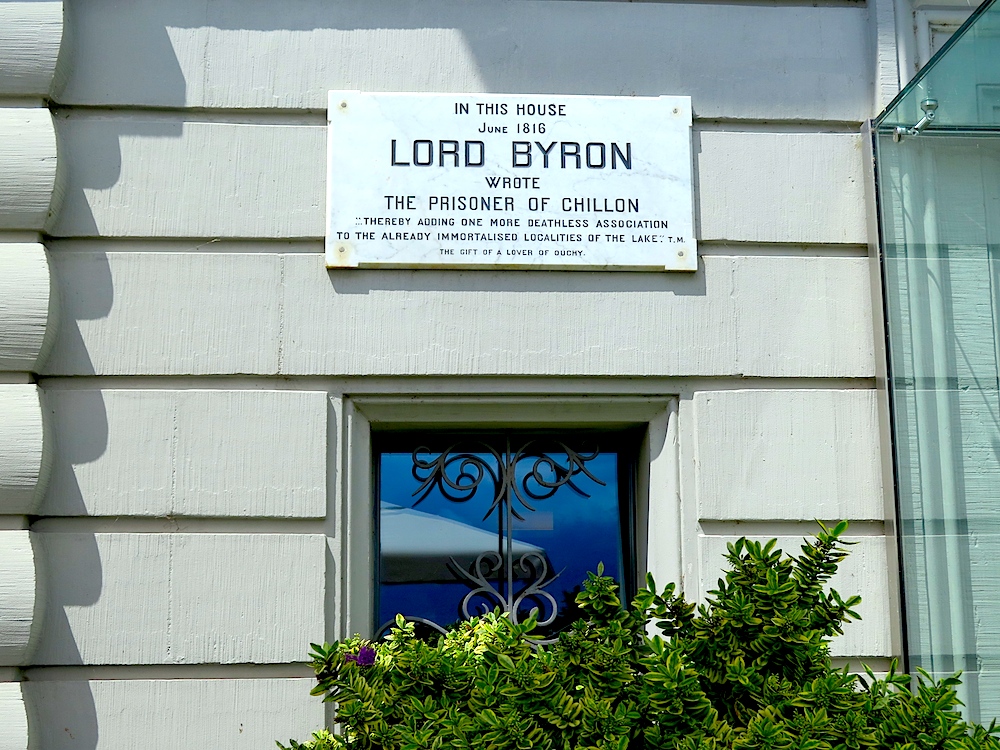 IN THIS HOUSE
June 1816
LORD BYRON
WROTE
THE PRISONER OF CHILLON
"THEREBY ADDING ONE MORE DEATHLESS ASSOCIATION
TO THE ALREADY IMMORTALISED LOCALITIES OF THE LAKE". T.M.
THE GIFT OF A LOVER OF OUCHY.